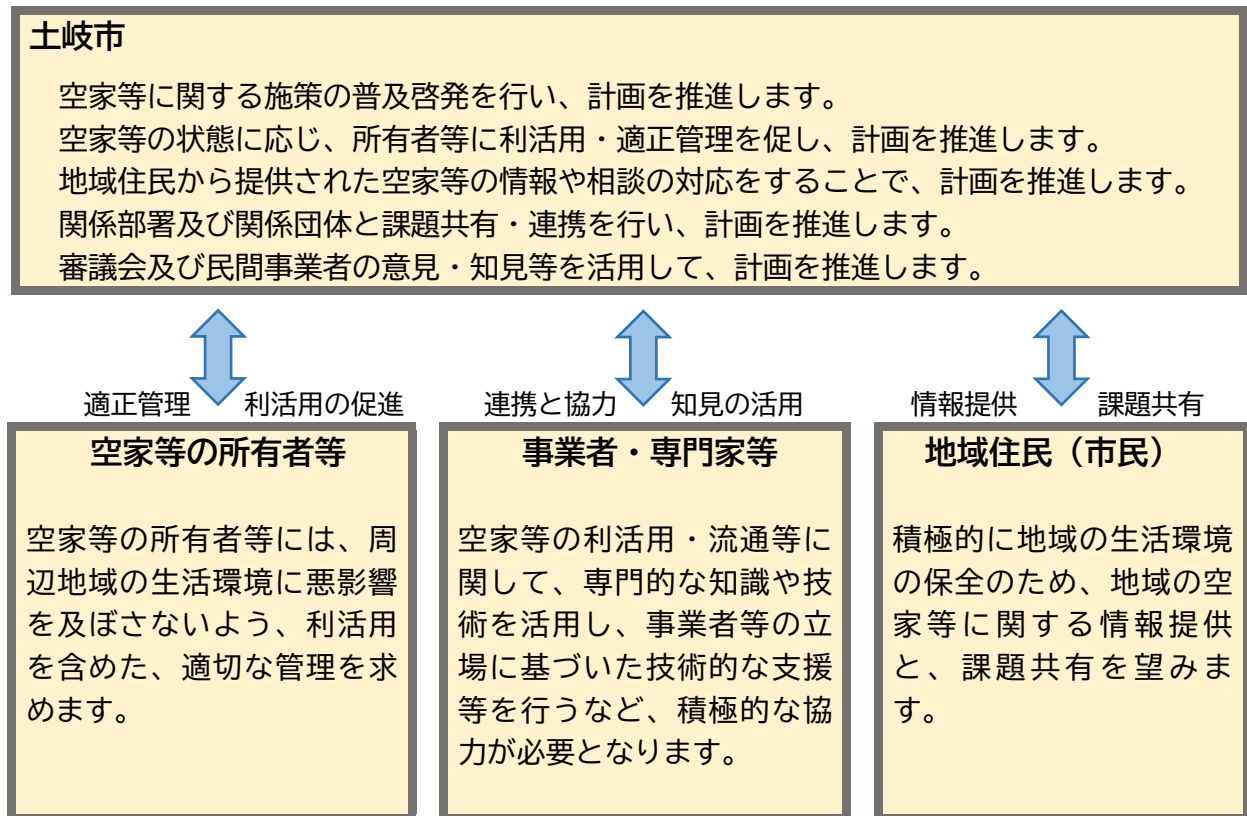 土岐市
空家等に関する施策の普及啓発を行い、計画を推進します。
空家等の状態に応じ、所有者等に利活用・適正管理を促し、計画を推進します。
地域住民から提供された空家等の情報や相談の対応をすることで、計画を推進します。
関係部署及び関係団体と課題共有・連携を行い、計画を推進します。
審議会及び民間事業者の意見・知見等を活用して、計画を推進します。
適正管理 利活用の促進
連携と協力 知見の活用
情報提供 課題共有
空家等の所有者等
空家等の所有者等には、周
辺地域の生活環境に悪影響
を及ぼさないよう、利活用
を含めた、適切な管理を求
めます。
事業者・専門家等
空家等の利活用・流通等に
関して、専門的な知識や技
術を活用し、事業者等の立
場に基づいた技術的な支援
等を行うなど、積極的な協
力が必要となります。
地域住民（市民）
積極的に地域の生活環境
の保全のため、地域の空
家等に関する情報提供
と、課題共有を望みま
す。